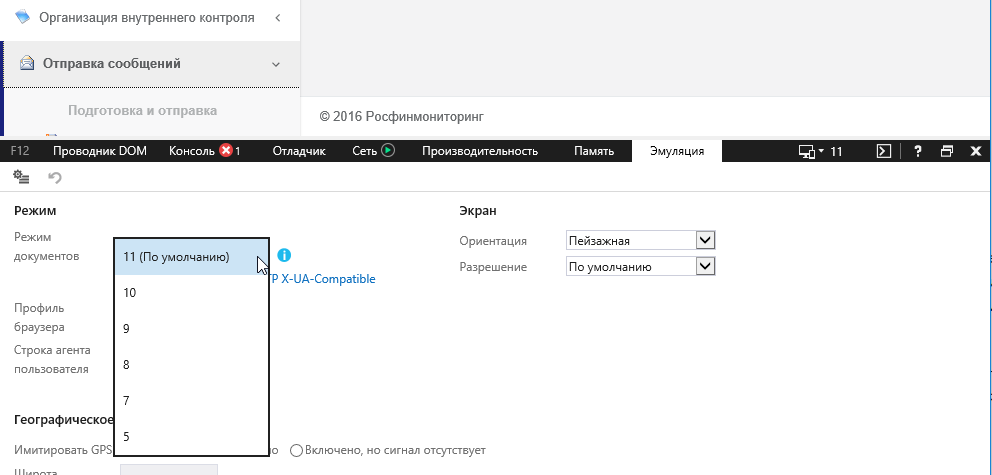 Организация внутреннего контроля
Отправка сообщений
Подготовка и отправка
© 2016 Росфинмониторинг
F12 Проводник DOM Консоль 1 Отладчик Сеть Производительность Память Эмуляция 11 ?
Режим
Режим документов
11 (По умолчанию)
10
9
8
7
5
X-UA-Compatible
Профиль браузера
Строка агента пользователя
Экран
Ориентация Пейзажная
Разрешение По умолчанию
Географическое
Имитировать GPS Включено, но сигнал отсутствует
Широта